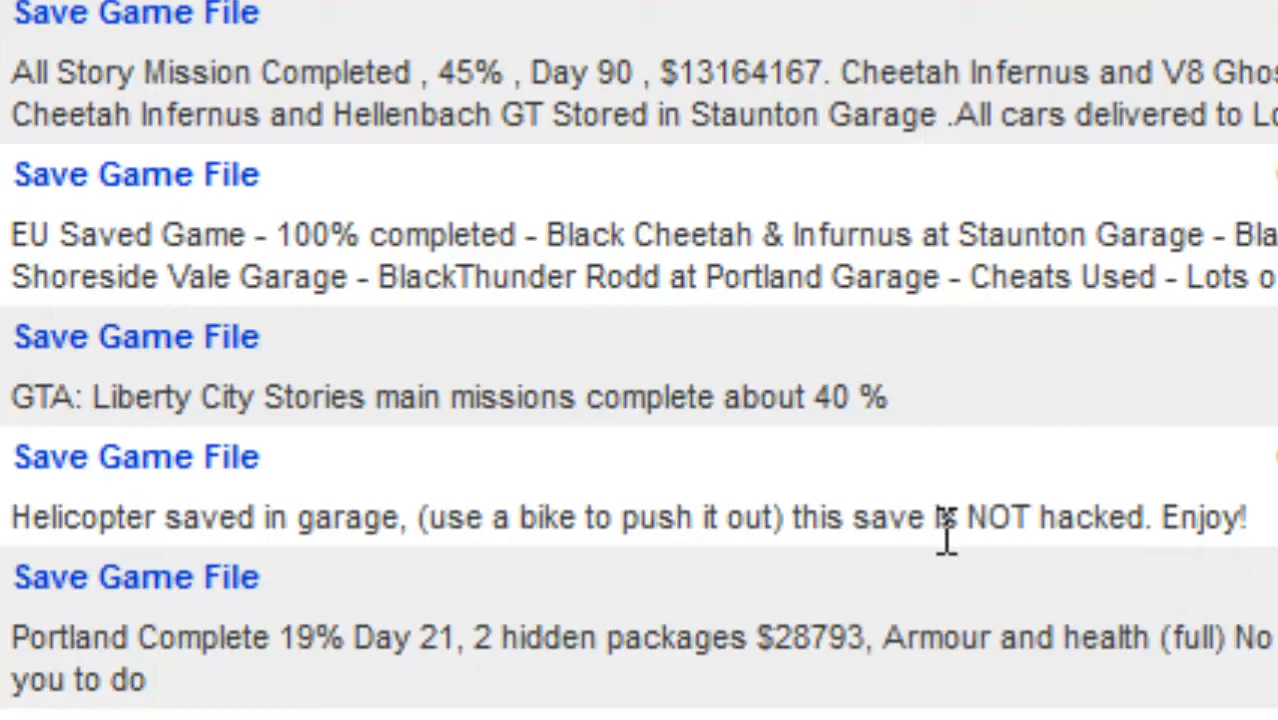 Save Game File
All Story Mission Completed , 45% , Day 90 , $13164167. Cheetah Infernus and V8
Cheetah Infernus and Hellenbach GT Stored in Staunton Garage .All cars delivered to
Save Game File
EU Saved Game - 100% completed - Black Cheetah & Infurnus at Staunton Garage -
Shoreside Vale Garage - BlackThunder Rodd at Portland Garage - Cheats Used - Lots
Save Game File
GTA: Liberty City Stories main missions complete about 40 %
Save Game File
Helicopter saved in garage, (use a bike to push it out) this save is NOT hacked. Enjoy!
Save Game File
Portland Complete 19% Day 21, 2 hidden packages $28793, Armour and health (full) No
you to do